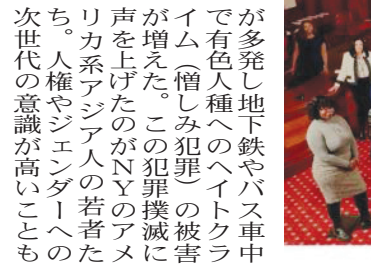 が多発し地下鉄やバス車中
で有色人種へのヘイトクラ
イム（憎しみ犯罪）の被害
が増えた。この犯罪撲滅に
声を上げたのがＮＹのアメ
リカ系アジア人の若者た
ち。人権やジェンダーへの
次世代の意識が高いことも